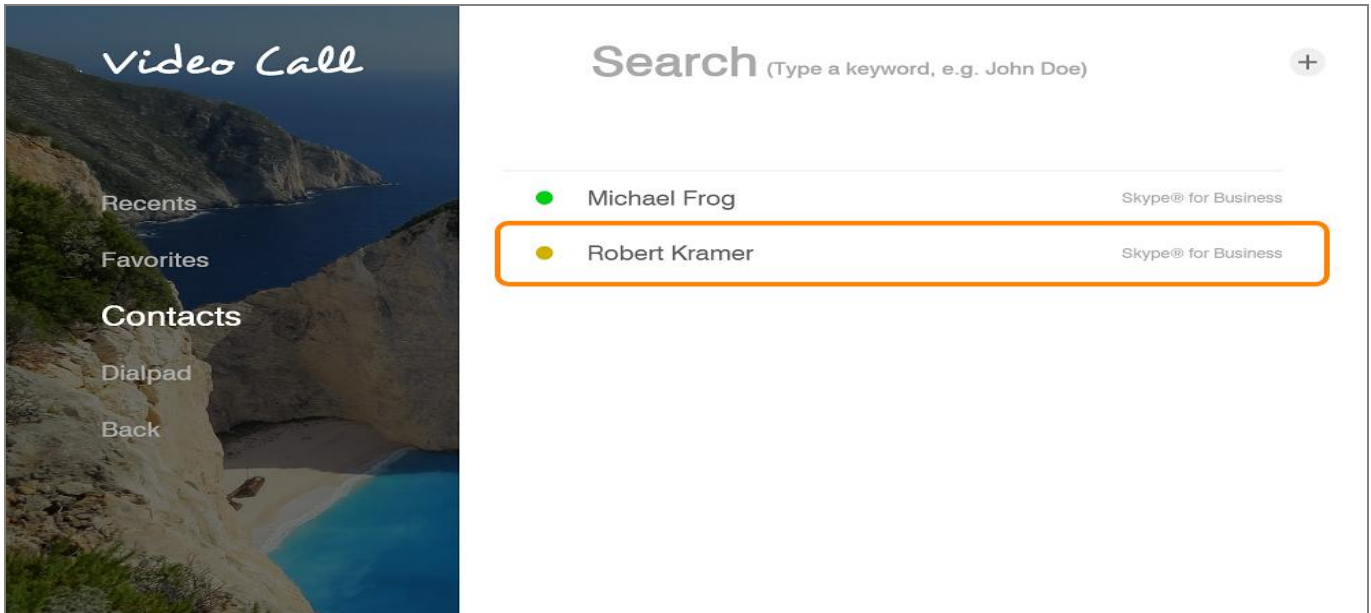 Video Call
Recents
Favorites
Contacts
Dialpad
Back
Search (Type a keyword, e.g. John Doe)
+
Michael Frog Skype® for Business
Robert Kramer Skype® for Business